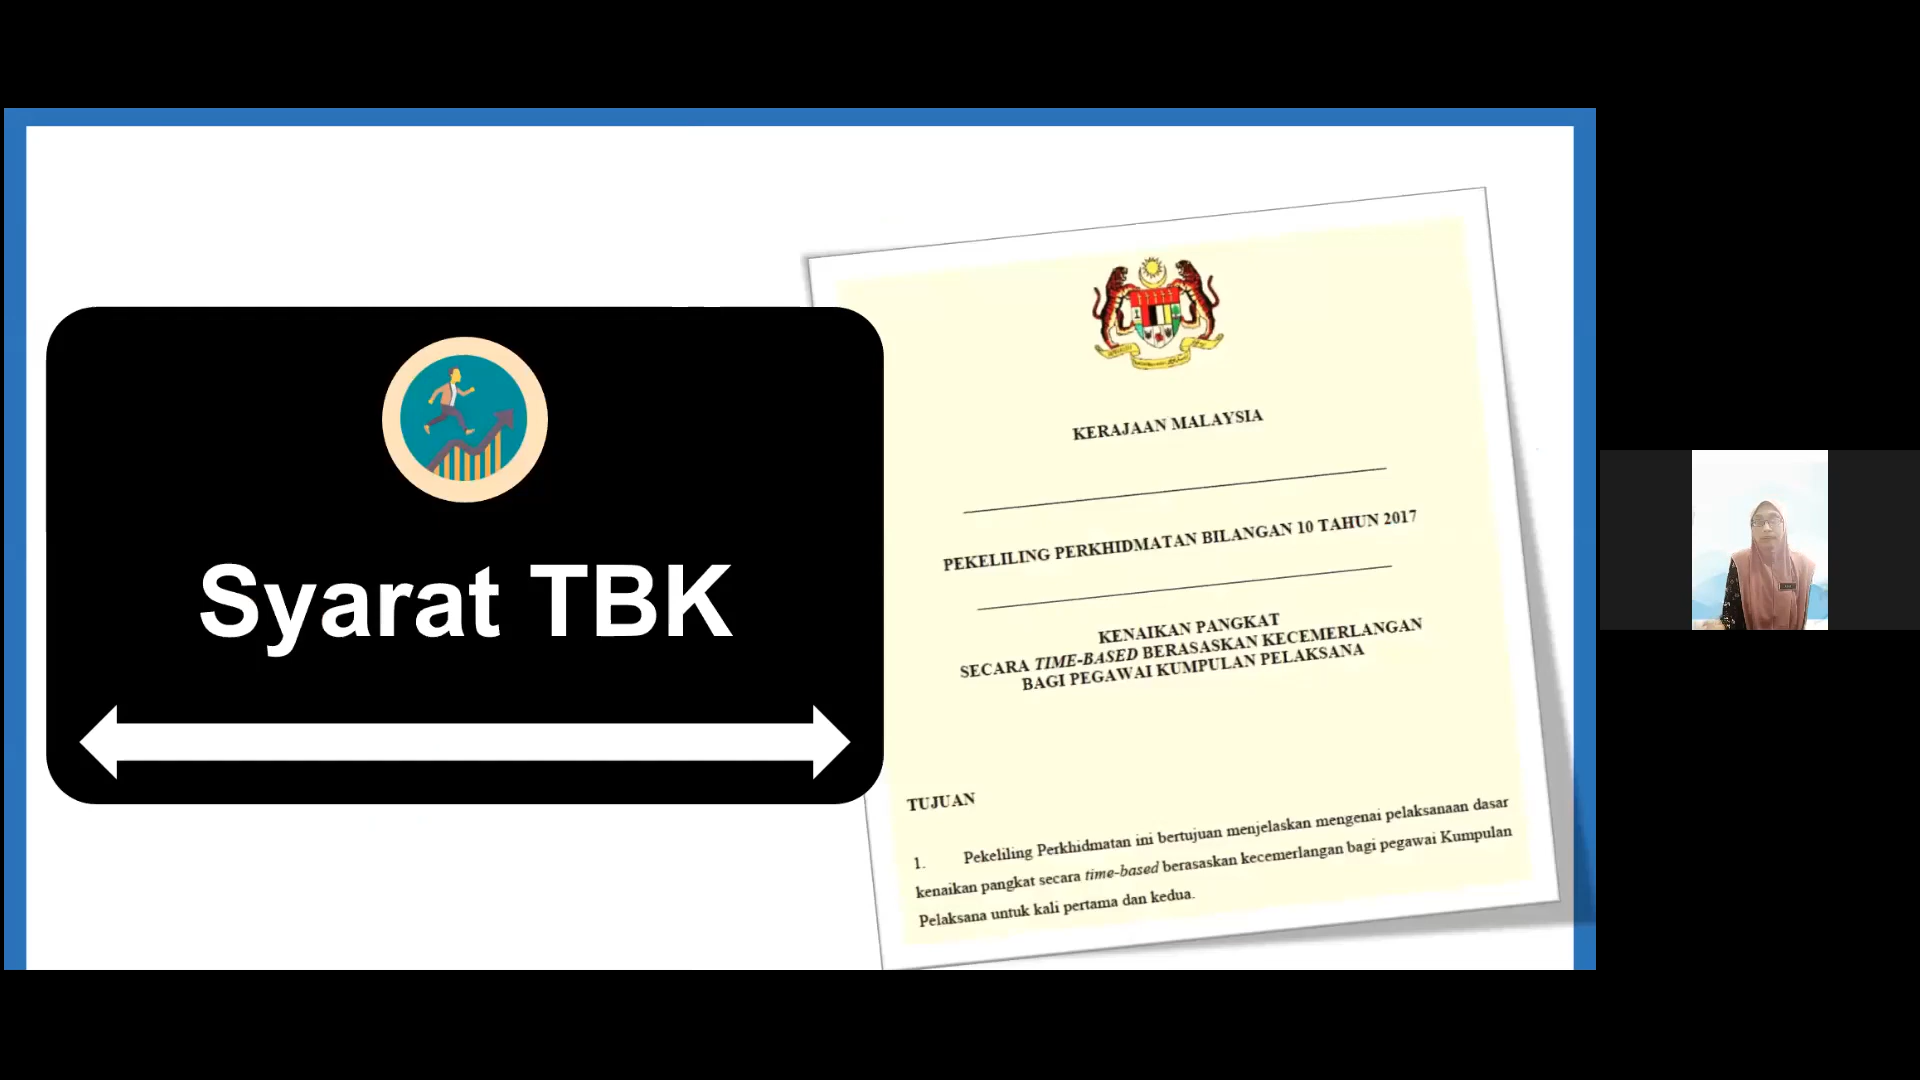 Syarat TBK
KERAJAAN MALAYSIA
PEKELILING PERKHIDMATAN BILANGAN 10 TAHUN 2017
KENAIKAN PANGKAT
SECARA TIME-BASED BERASASKAN KECEMERLANGAN
BAGI PEGAWAI KUMPULAN PELAKSANA
TUJUAN
1. Pekeliling Perkhidmatan ini bertujuan menjelaskan mengenai pelaksanaan dasar
kenaikan pangkat secara time-based berasaskan kecemerlangan bagi pegawai Kumpulan
Pelaksana untuk kali pertama dan kedua.